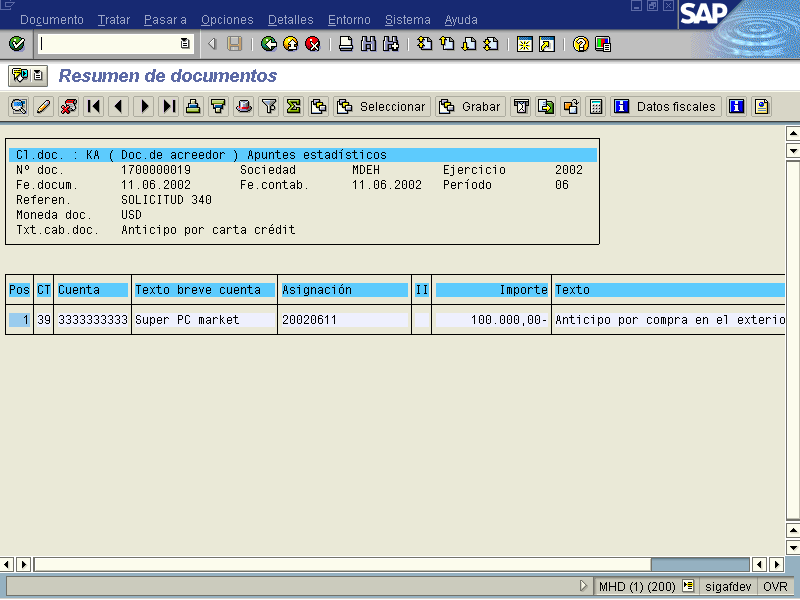 Documento Tratar Pasar a Opciones Detalles Entorno Sistema Ayuda
SAP
Resumen de documentos
Seleccionar Grabar Datos fiscales
Cl.doc. : KA ( Doc.de acreedor ) Apuntes estadísticos
Nº doc. 1700000019 Sociedad MDEH Ejercicio 2002
Fe.docum. 11.06.2002 Fe.contab. 11.06.2002 Período 06
Referen. SOLICITUD 340
Moneda doc. USD
Txt.cab.doc. Anticipo por carta crédit
Pos CT Cuenta Texto breve cuenta Asignación II Importe Texto
1 39 3333333333 Super PC market 20020611 100.000,00- Anticipo por compra en el exterio
MHD (1) (200) sigafdev OVR